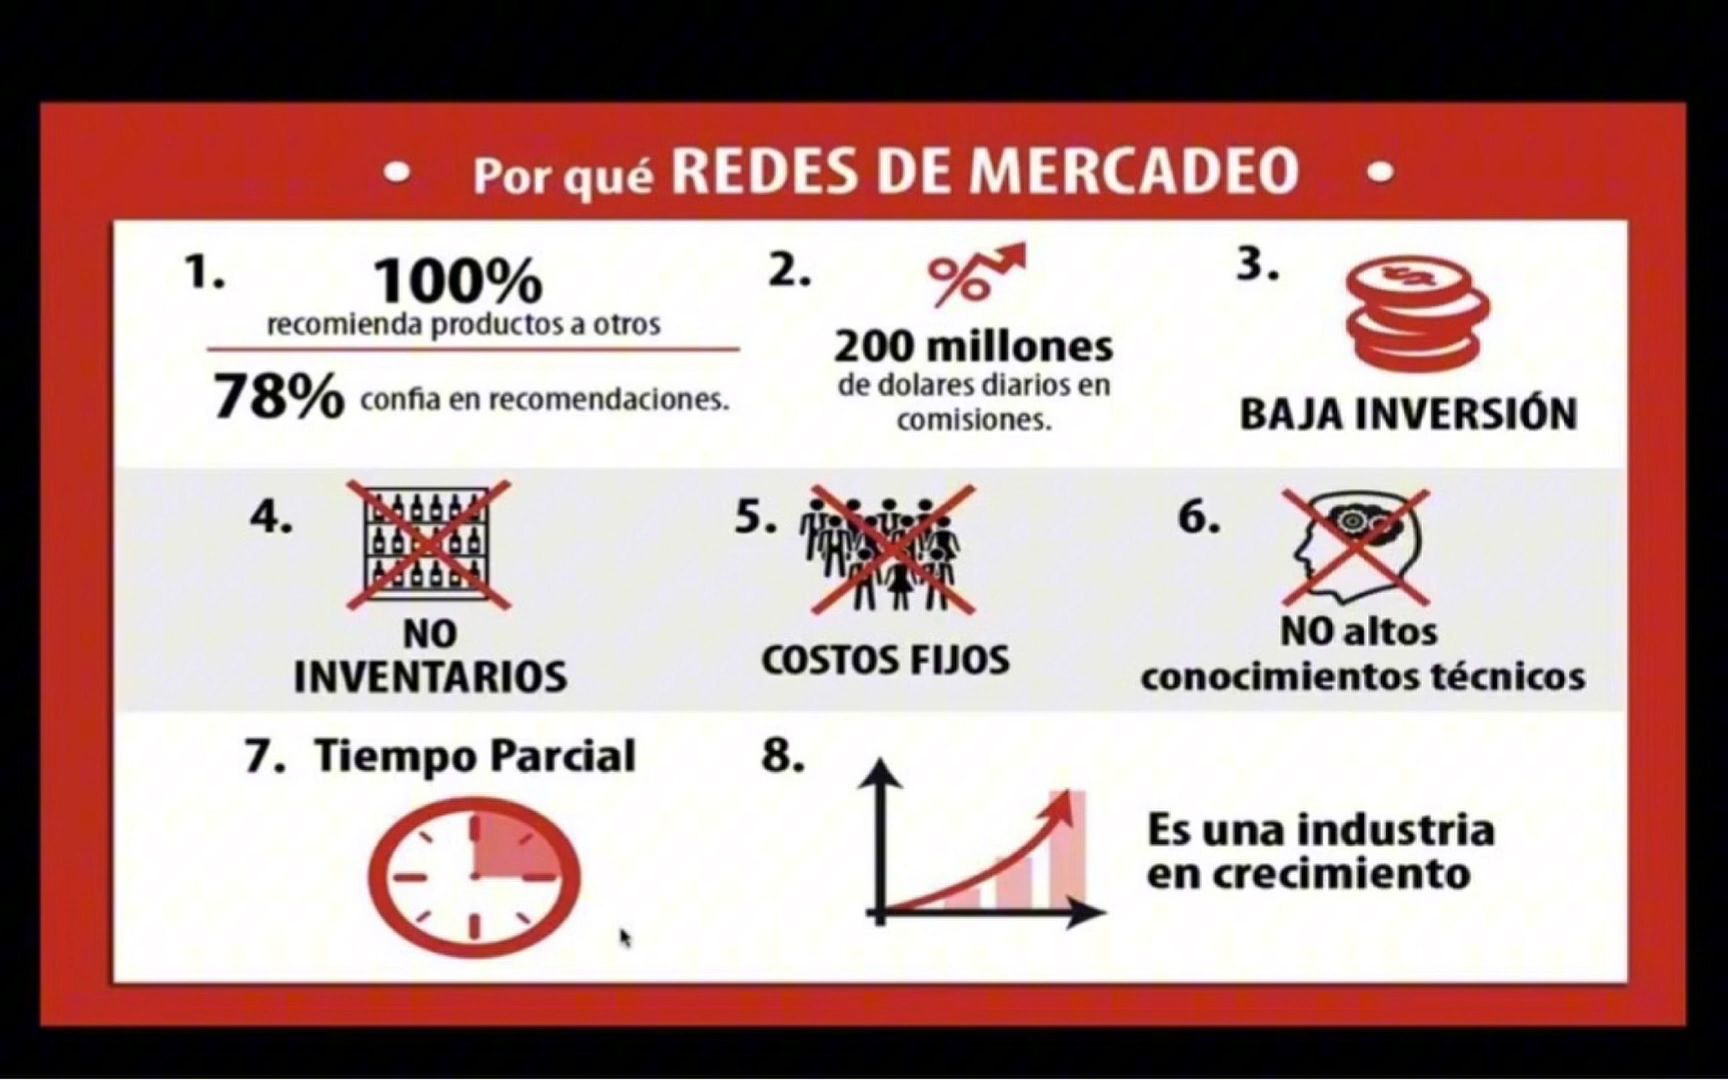 • Por qué REDES DE MERCADEO •
1.
100%
recomienda productos a otros
78% confia en recomendaciones.
2.
%
200 millones
de dolares diarios en
comisiones.
3.
$
BAJA INVERSIÓN
4.
NO
INVENTARIOS
5.
COSTOS FIJOS
6.
NO altos
conocimientos técnicos
7. Tiempo Parcial
8.
Es una industria
en crecimiento